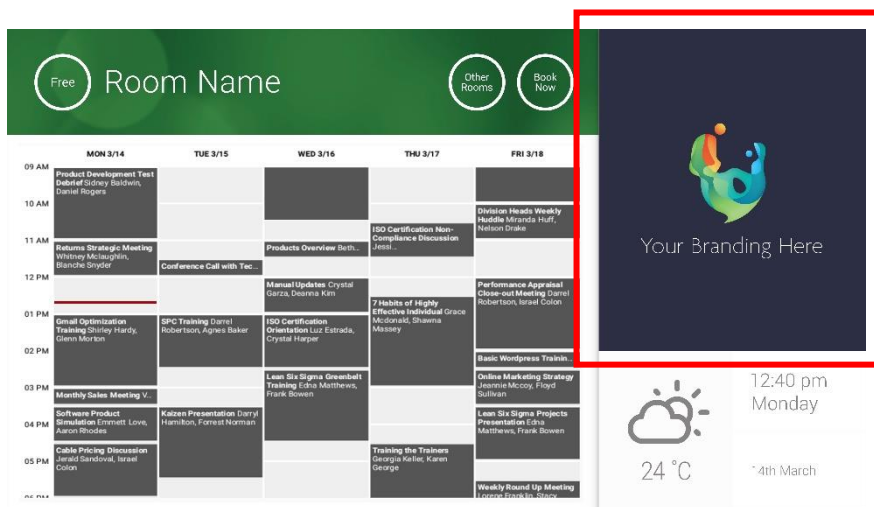 Free
Room Name
Other
Rooms
Book
Now
MON 3/14
TUE 3/15
WED 3/16
THU 3/17
FRI 3/18
09 AM
10 AM
11 AM
12 PM
01 PM
02 PM
03 PM
04 PM
05 PM
Product Development Test
Debrief Sidney Baldwin,
Daniel Rogers
Returns Strategic Meeting
Whitney Mclaughlin,
Blanche Snyder
Gmail Optimization
Training Shirley Hardy,
Glenn Morton
Monthly Sales Meeting V..
Software Product
Simulation Emmett Love,
Aaron Rhodes
Cable Pricing Discussion
Jerald Sandoval, Israel
Colon
Conference Call with Tec...
SPC Training Darrel
Robertson, Agnes Baker
Kaizen Presentation Darryl
Hamilton, Forrest Norman
Products Overview Beth...
Manual Updates Crystal
Garza, Deanna Kim
ISO Certification
Orientation Luz Estrada,
Crystal Harper
Lean Six Sigma Greenbelt
Training Edna Matthews,
Frank Bowen
ISO Certification Non-
Compliance Discussion
Jessi...
7 Habits of Highly
Effective Individual Grace
Mcdonald, Shawna
Massey
Training the Trainers
Georgia Keller, Karen
George
Division Heads Weekly
Huddle Miranda Huff,
Nelson Drake
Performance Appraisal
Close-out Meeting Darrel
Robertson, Israel Colon
Basic Wordpress Trainin...
Online Marketing Strategy
Jeannie Mccoy, Floyd
Sullivan
Lean Six Sigma Projects
Presentation Edna
Matthews, Frank Bowen
Weekly Round Up Meeting
Lorene Franklin, Stacy
Your Branding Here
12:40 pm
Monday
24 °C
14th March